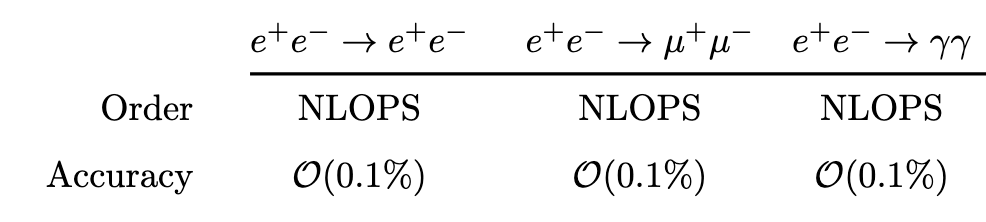 e⁺e⁻ → e⁺e⁻ e⁺e⁻ → μ⁺μ⁻ e⁺e⁻ → γγ
Order NLOPS NLOPS NLOPS
Accuracy 𝒪(0.1%) 𝒪(0.1%) 𝒪(0.1%)